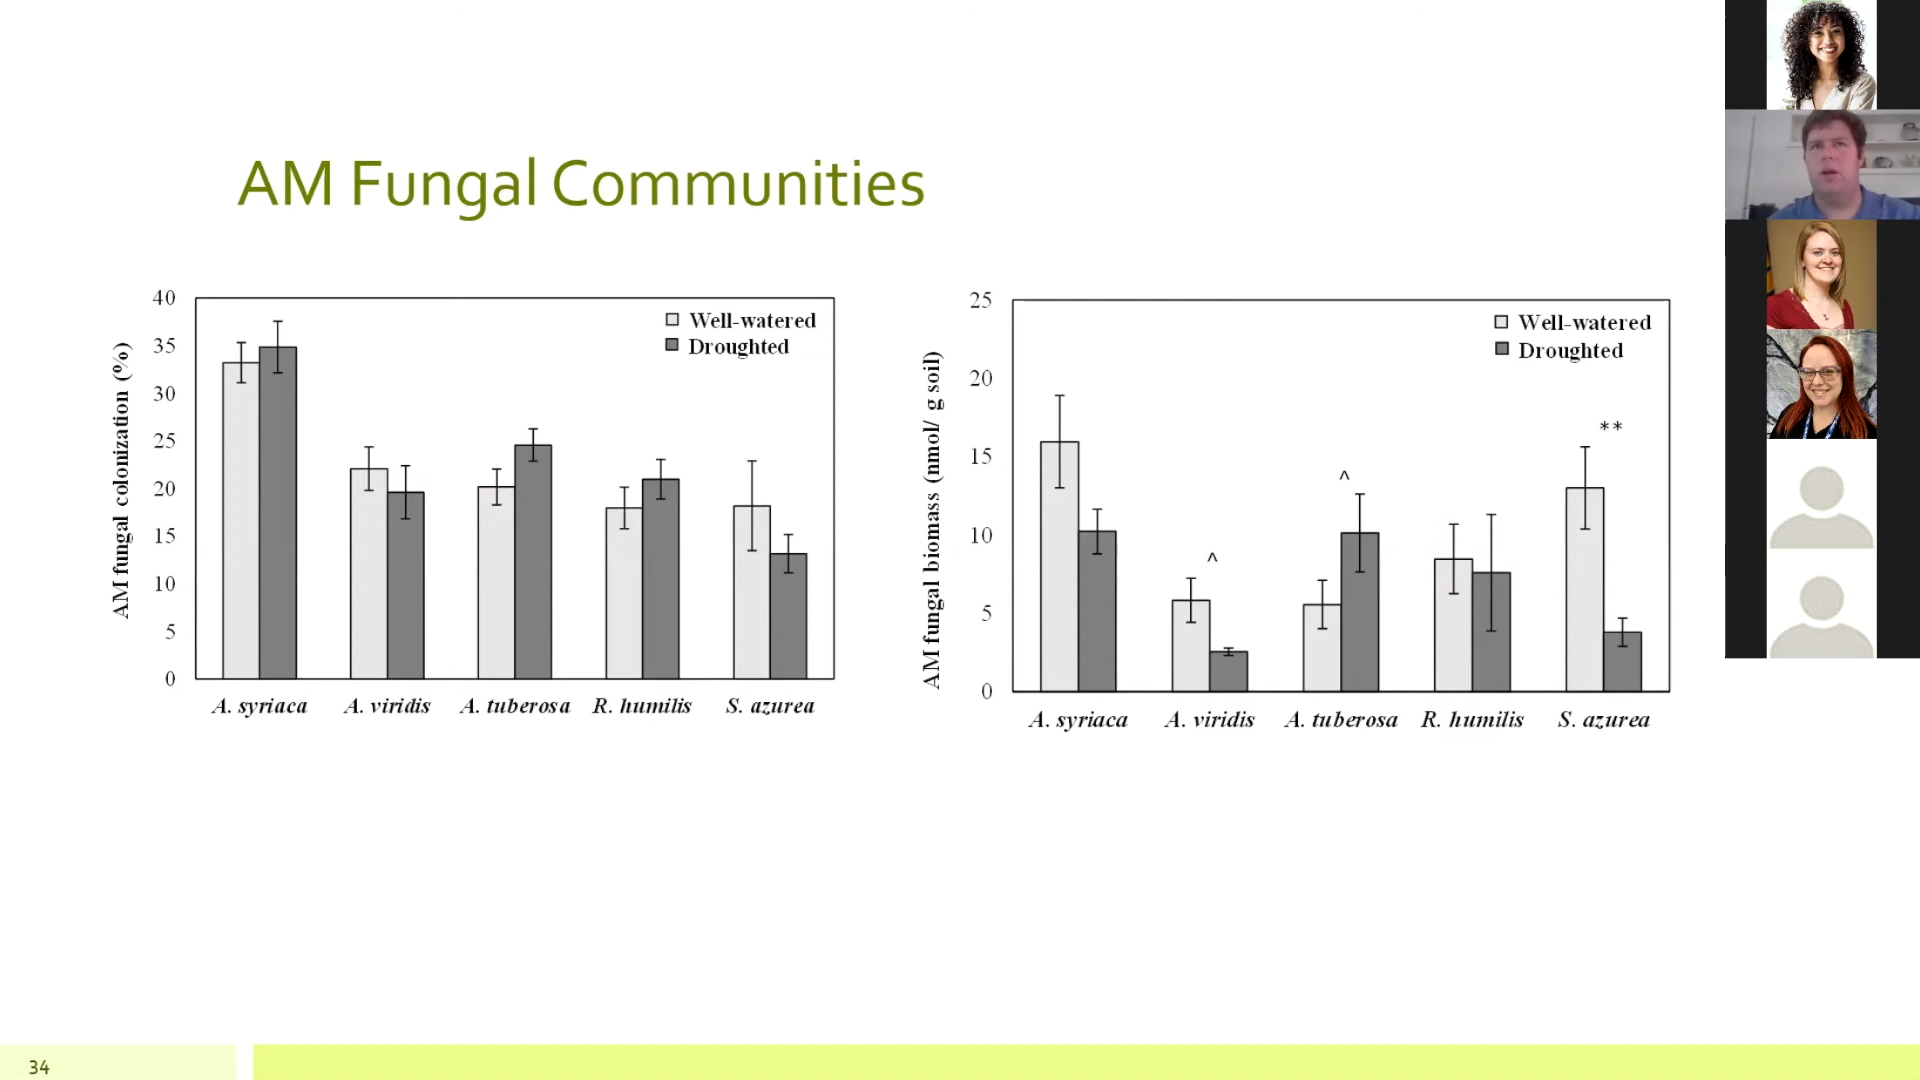 AM Fungal Communities
AM fungal colonization (%)
40
35
30
25
20
15
10
5
0
Well-watered
Droughted
A. syriaca
A. viridis
A. tuberosa
R. humilis
S. azurea
AM fungal biomass (nmol/ g soil)
25
20
15
10
5
0
Well-watered
Droughted
^
^
**
A. syriaca
A. viridis
A. tuberosa
R. humilis
S. azurea
34